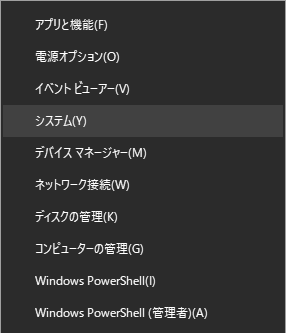 アプリと機能(F)
電源オプション(O)
イベント ビューアー(V)
システム(Y)
デバイス マネージャー(M)
ネットワーク接続(W)
ディスクの管理(K)
コンピューターの管理(G)
Windows PowerShell(I)
Windows PowerShell (管理者)(A)